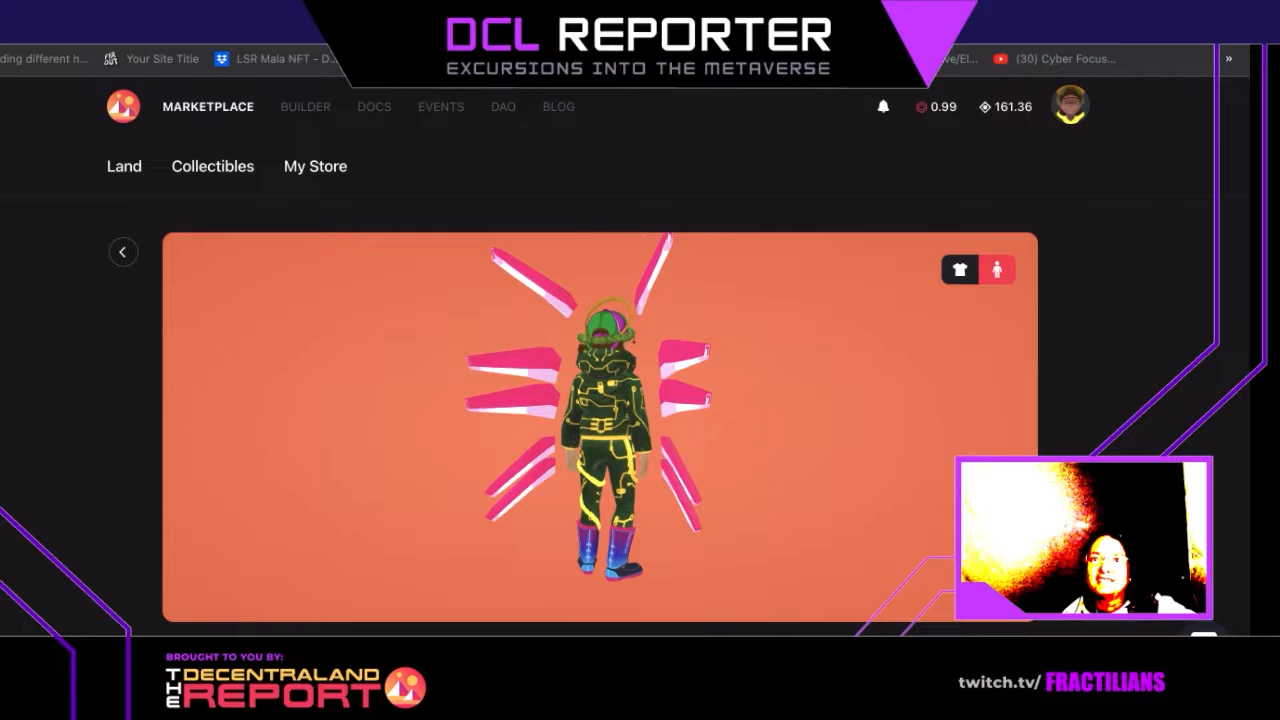 DCL REPORTER
EXCURSIONS INTO THE METAVERSE
ding different h...
Your Site Title
LSR Mala NFT - D...
ve/El...
(30) Cyber Focus...
»
MARKETPLACE
BUILDER
DOCS
EVENTS
DAO
BLOG
0.99
161.36
Land
Collectibles
My Store
BROUGHT TO YOU BY:
THE DECENTRALAND
REPORT
twitch.tv/ FRACTILIANS